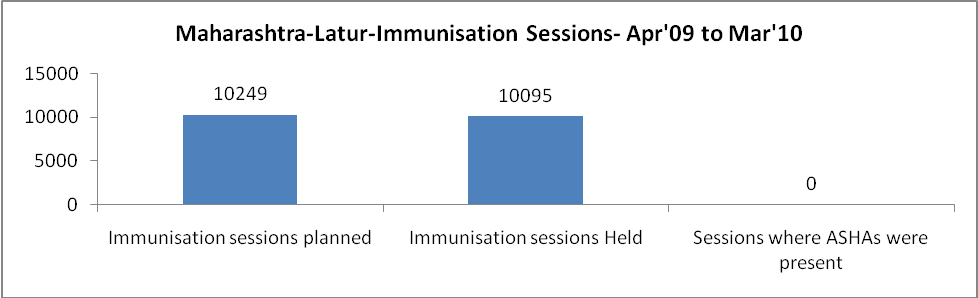 Maharashtra-Latur-Immunisation Sessions- Apr'09 to Mar'10
15000
10000
5000
0
10249
10095
0
Immunisation sessions planned
Immunisation sessions Held
Sessions where ASHAs were
present